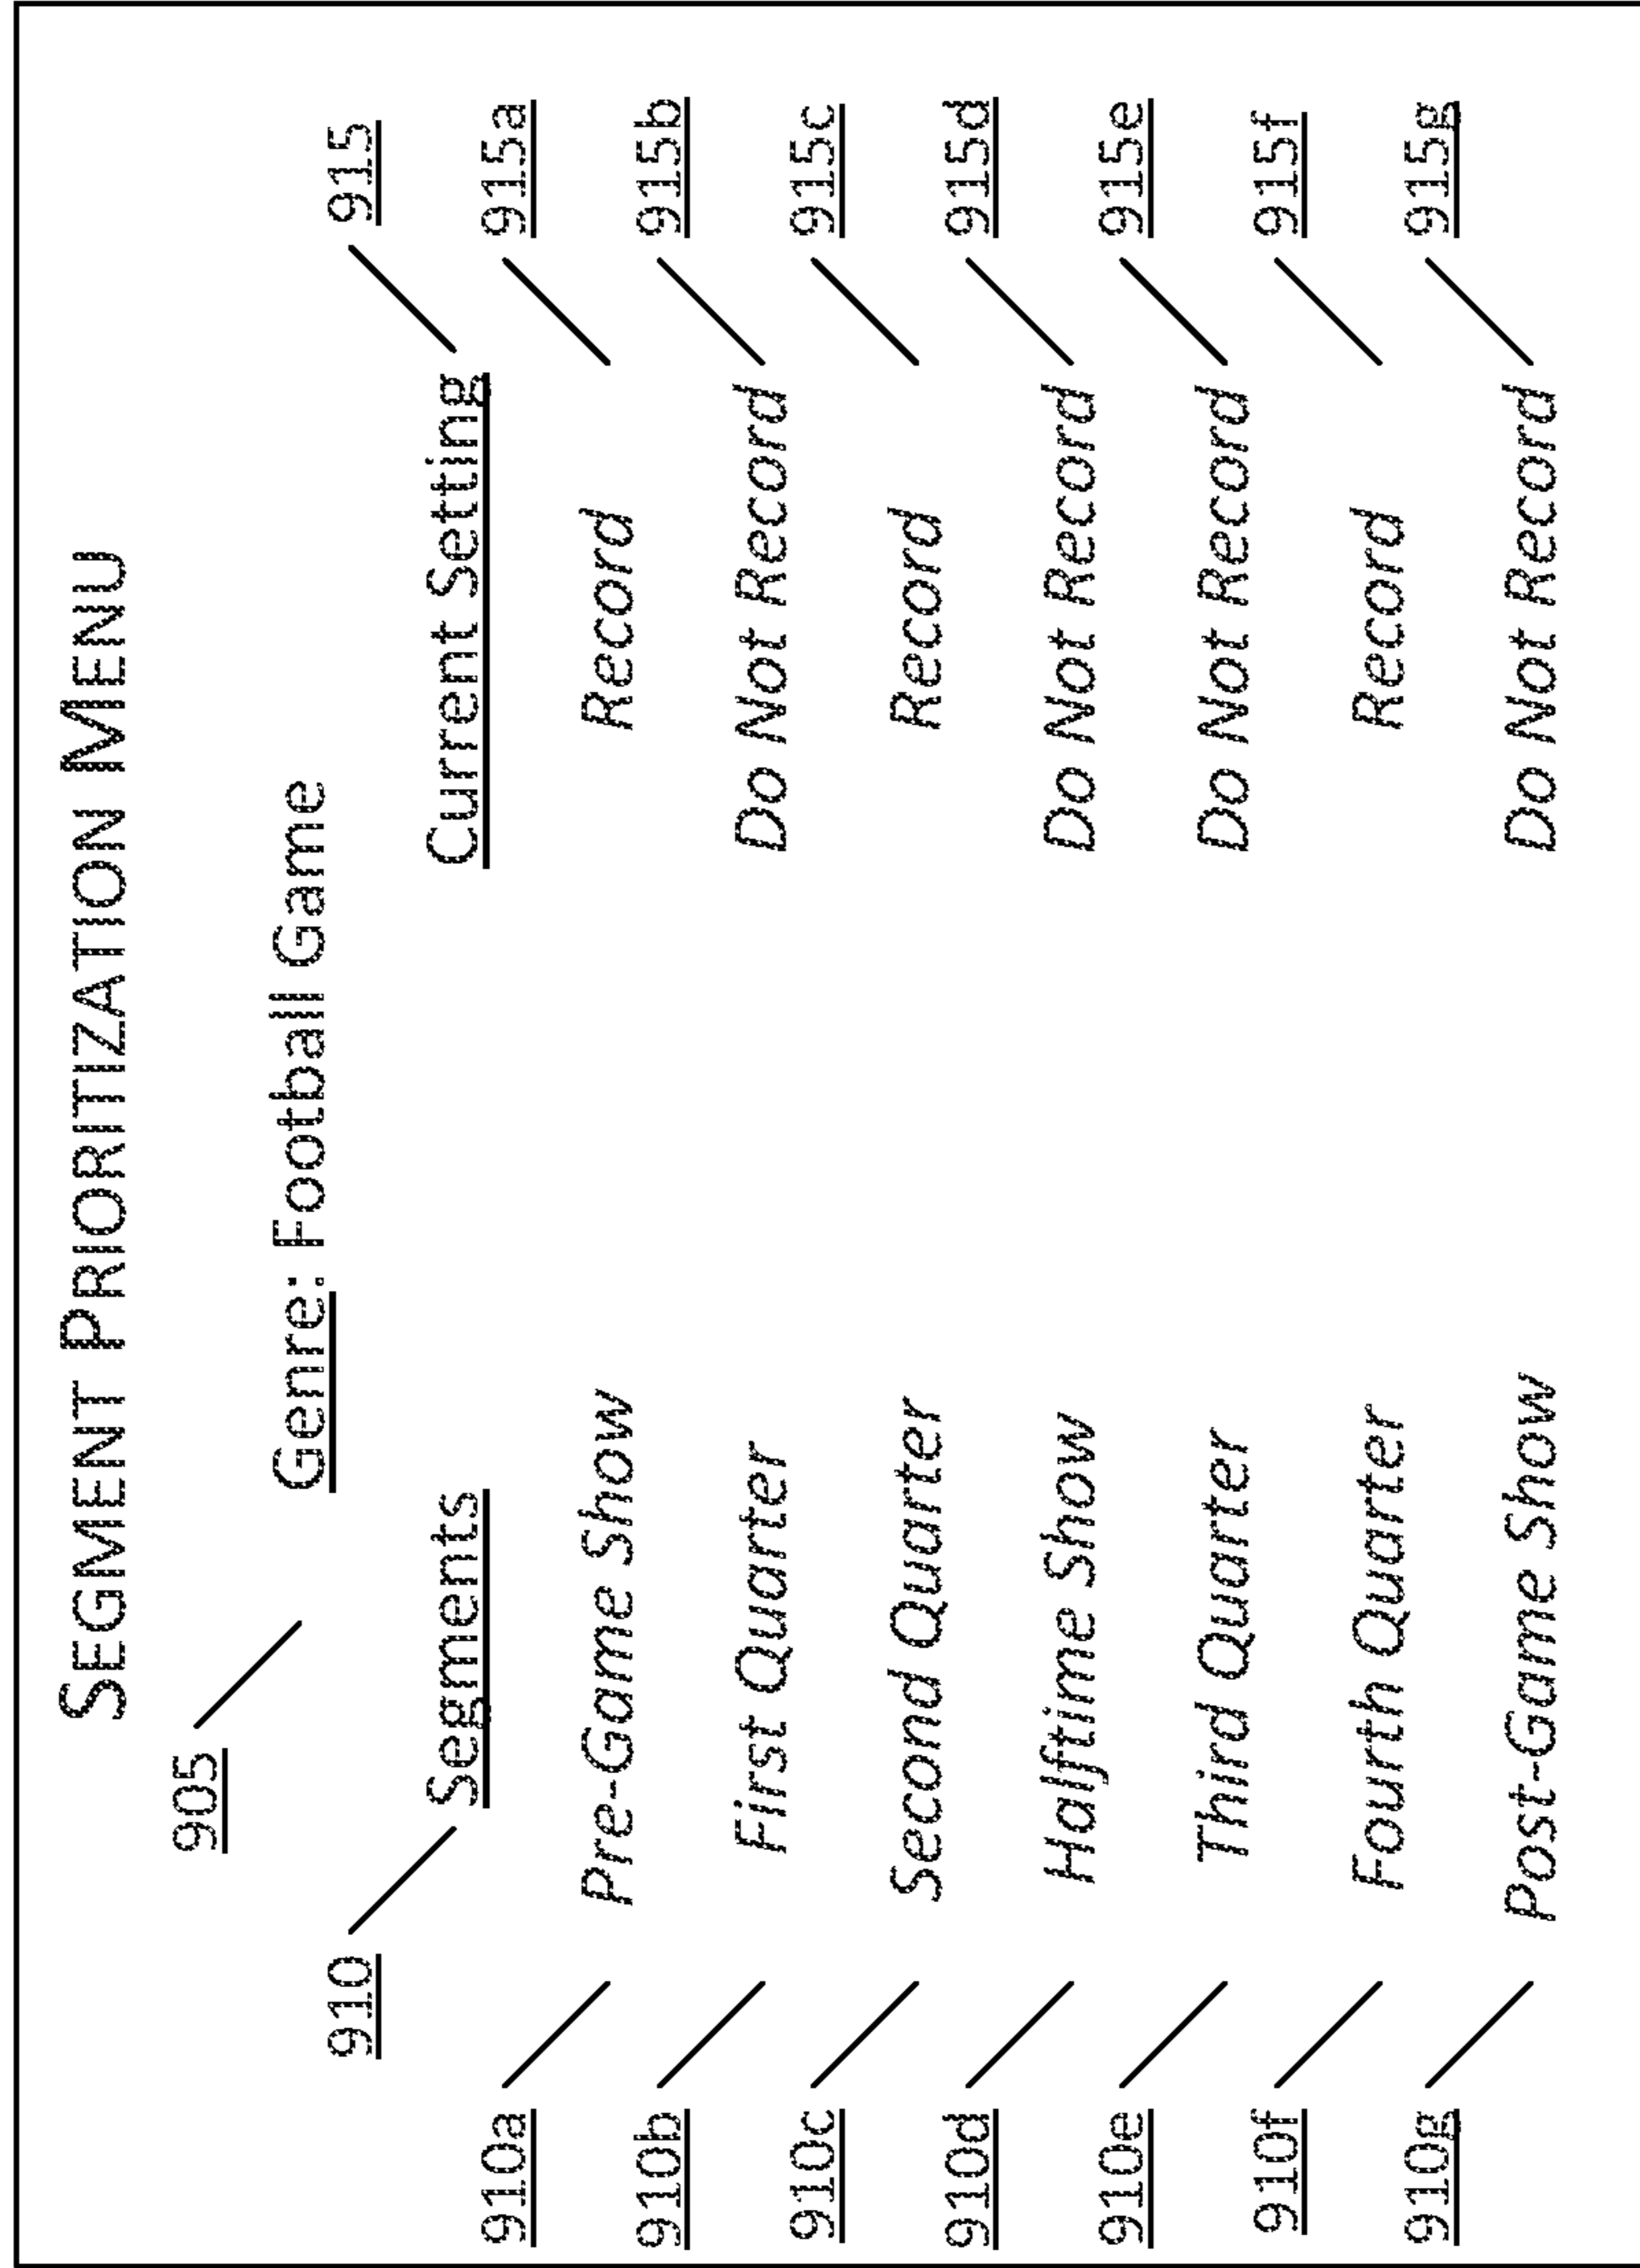 SEGMENT PRIORITIZATION MENU
905
Genre: Football Game
910 915
Segments Current Setting
910a 915a
Pre-Game Show Record
910b 915b
First Quarter Do Not Record
910c 915c
Second Quarter Record
910d 915d
Halftime Show Do Not Record
910e 915e
Third Quarter Do Not Record
910f 915f
Fourth Quarter Record
910g 915g
Post-Game Show Do Not Record